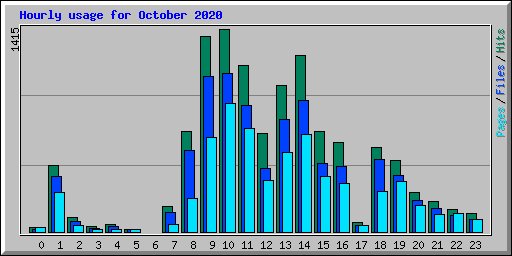 Hourly usage for October 2020
1415
Pages/Files/Hits
0 1 2 3 4 5 6 7 8 9 10 11 12 13 14 15 16 17 18 19 20 21 22 23